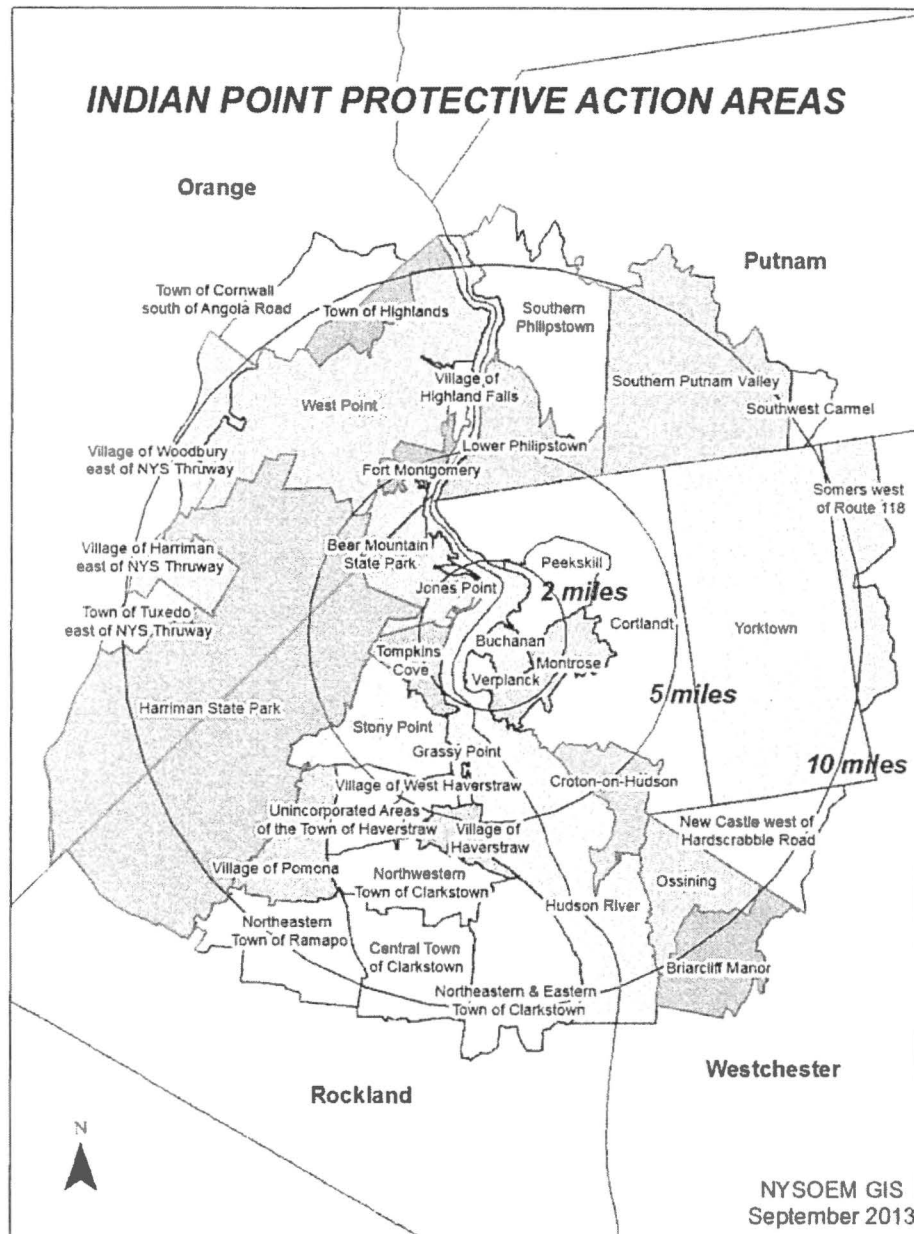 INDIAN POINT PROTECTIVE ACTION AREAS
Orange
Putnam
Town of Cornwall
south of Angola Road
Town of Highlands
Southern
Philipstown
Village of
Highland Falls
Southern Putnam Valley
West Point
Southwest Carmel
Village of Woodbury
east of NYS Thruway
Lower Philipstown
Fort Montgomery
Somers west
of Route 118
Village of Harriman
east of NYS Thruway
Bear Mountain
State Park
Peekskill
Jones Point
2 miles
Town of Tuxedo
east of NYS Thruway
Cortlandt
Yorktown
Buchanan
Tompkins
Cove
Montrose
Verplanck
5 miles
Harriman State Park
Stony Point
Grassy Point
10 miles
Village of West Haverstraw
Croton-on-Hudson
Unincorporated Areas
of the Town of Haverstraw
Village of
Haverstraw
New Castle west of
Hardscrabble Road
Village of Pomona
Northwestern
Town of Clarkstown
Ossining
Hudson River
Northeastern
Town of Ramapo
Central Town
of Clarkstown
Briarcliff Manor
Northeastern & Eastern
Town of Clarkstown
Westchester
Rockland
N
NYSOEM GIS
September 2013